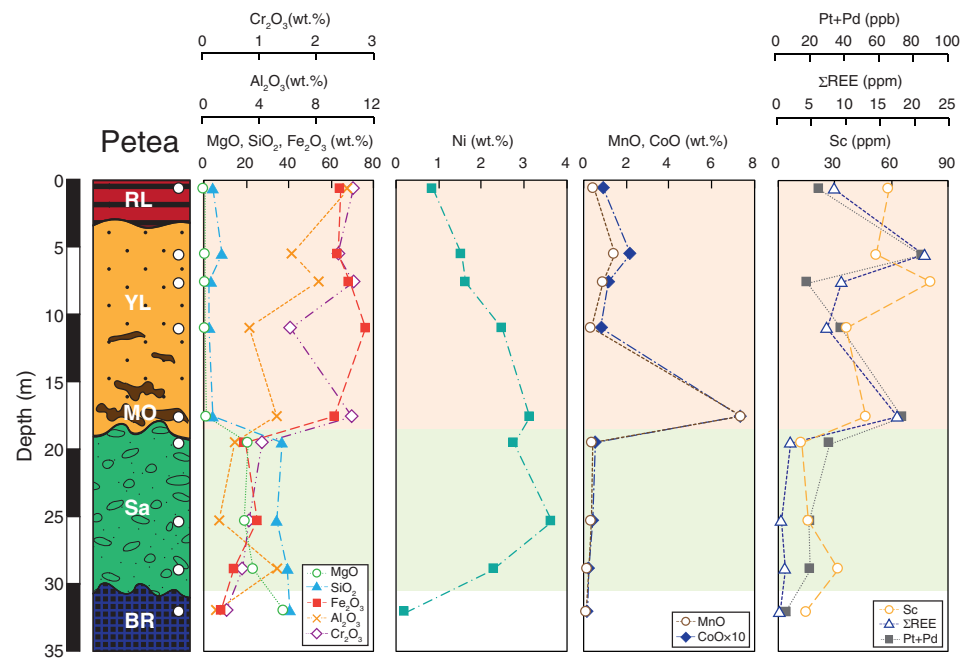 Cr₂O₃(wt.%)
Pt+Pd (ppb)
0 1 2 3
0 20 40 60 80 100
Al₂O₃(wt.%)
ΣREE (ppm)
0 4 8 12
0 5 10 15 20 25
Petea
MgO, SiO₂, Fe₂O₃ (wt.%)
Ni (wt.%)
MnO, CoO (wt.%)
Sc (ppm)
0 20 40 60 80
0 1 2 3 4
0 2 4 6 8
0 30 60 90
Depth (m)
0
5
10
15
20
25
30
35
RL
YL
MO
Sa
BR
MgO
SiO₂
Fe₂O₃
Al₂O₃
Cr₂O₃
MnO
CoO×10
Sc
ΣREE
Pt+Pd